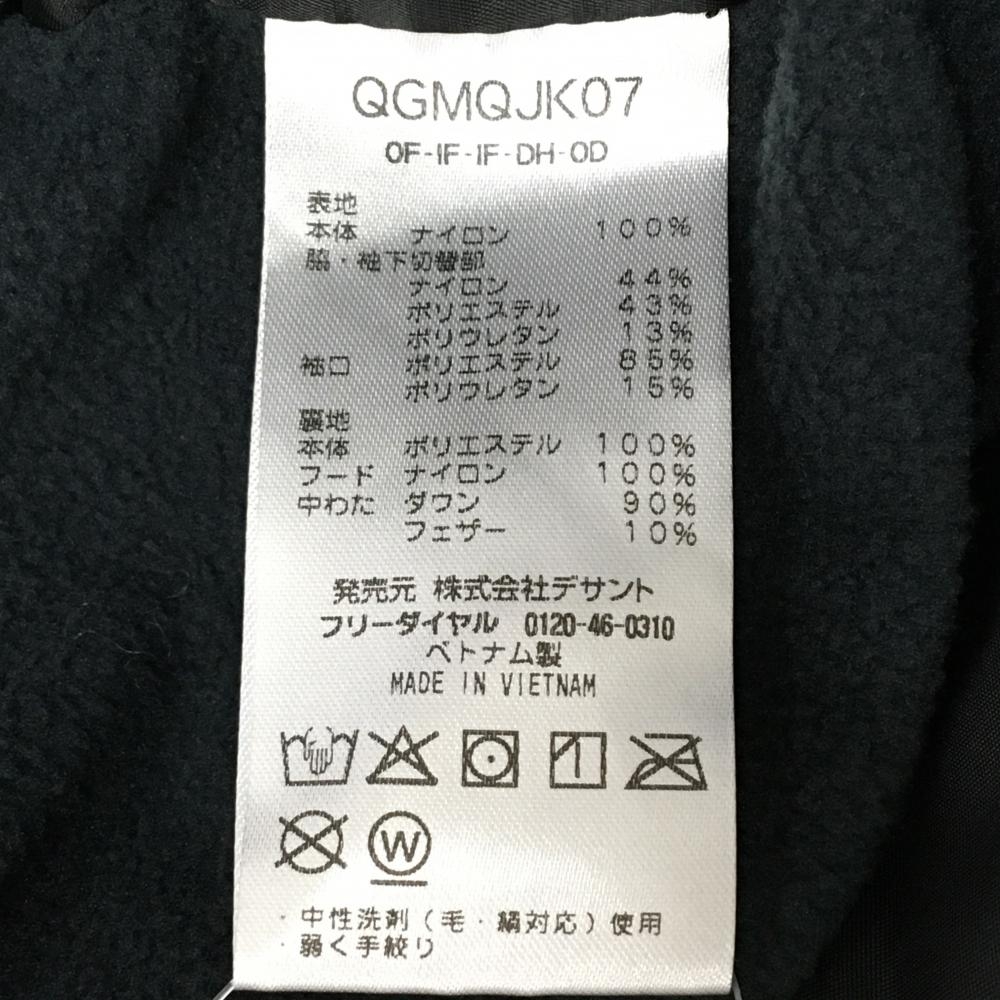 QGMQJK07
OF-IF-IF-DH-OD
表地
本体 ナイロン 100%
脇・袖下切替部
ナイロン 44%
ポリエステル 43%
ポリウレタン 13%
袖口 ポリエステル 85%
ポリウレタン 15%
裏地
本体 ポリエステル 100%
フード ナイロン 100%
中わた ダウン 90%
フェザー 10%
発売元 株式会社デサント
フリーダイヤル 0120-46-0310
ベトナム製
MADE IN VIETNAM
W
・中性洗剤(毛・絹対応)使用
・弱く手絞り